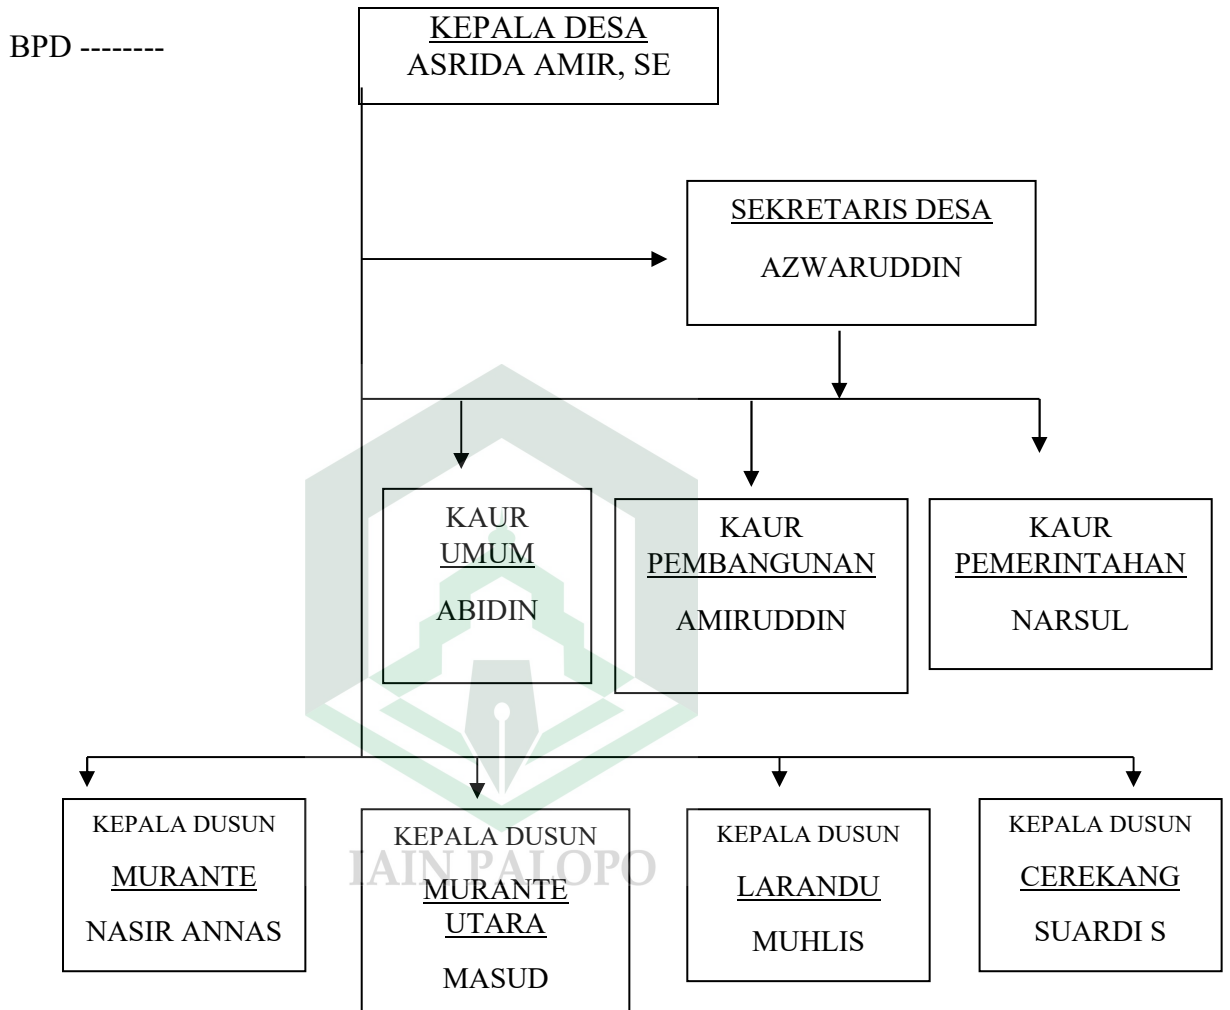 BPD --------
KEPALA DESA
ASRIDA AMIR, SE
SEKRETARIS DESA
AZWARUDDIN
KAUR
UMUM
ABIDIN
KAUR
PEMBANGUNAN
AMIRUDDIN
KAUR
PEMERINTAHAN
NARSUL
KEPALA DUSUN
MURANTE
NASIR ANNAS
KEPALA DUSUN
MURANTE
UTARA
MASUD
KEPALA DUSUN
LARANDU
MUHLIS
KEPALA DUSUN
CEREKANG
SUARDI S
IAIN PALOPO